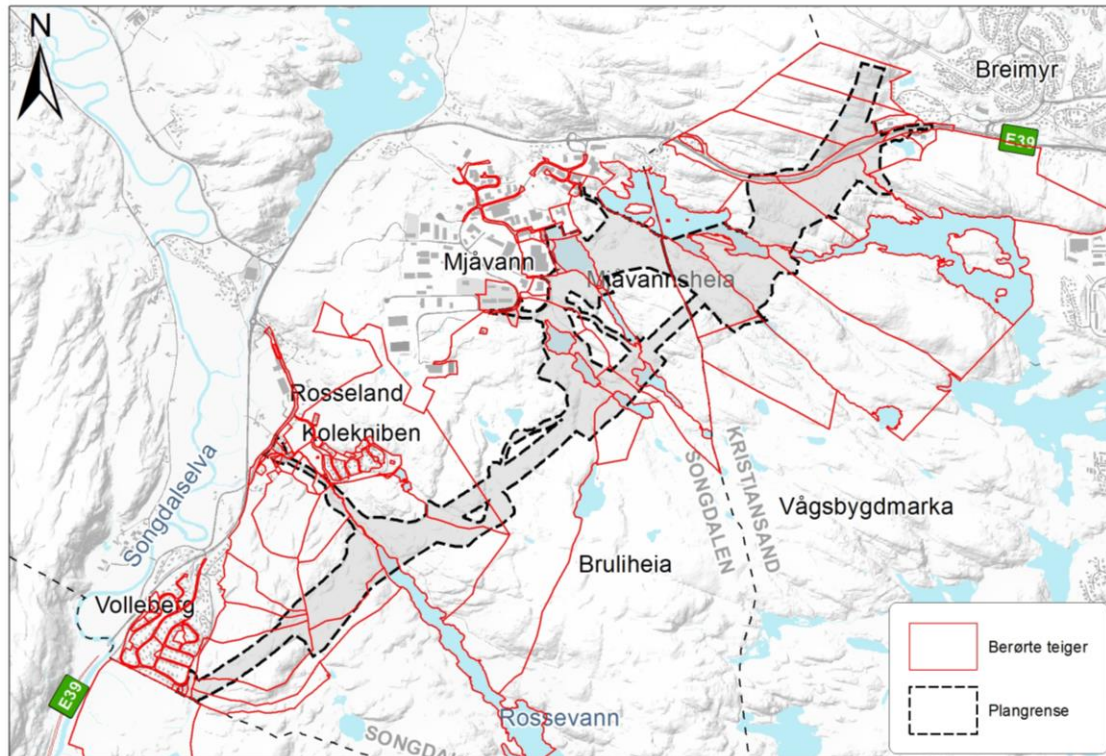 N
Breimyr
E39
Mjåvann
Mjåvannsheia
Rosseland
Kolekniben
Songdalselva
KRISTIANSAND
SONGDALEN
Vågsbygdmarka
Bruliheia
Volleberg
E39
Rossevann
Berørte teiger
Plangrense